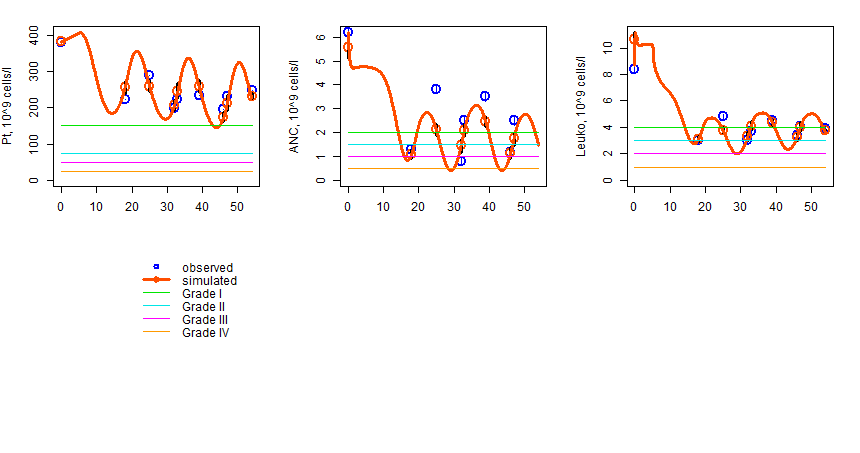 Pt, 10^9 cells/l
0 100 200 300 400
0 10 20 30 40 50
ANC, 10^9 cells/l
0 1 2 3 4 5 6
0 10 20 30 40 50
Leuko, 10^9 cells/l
0 2 4 6 8 10
0 10 20 30 40 50
observed
simulated
Grade I
Grade II
Grade III
Grade IV